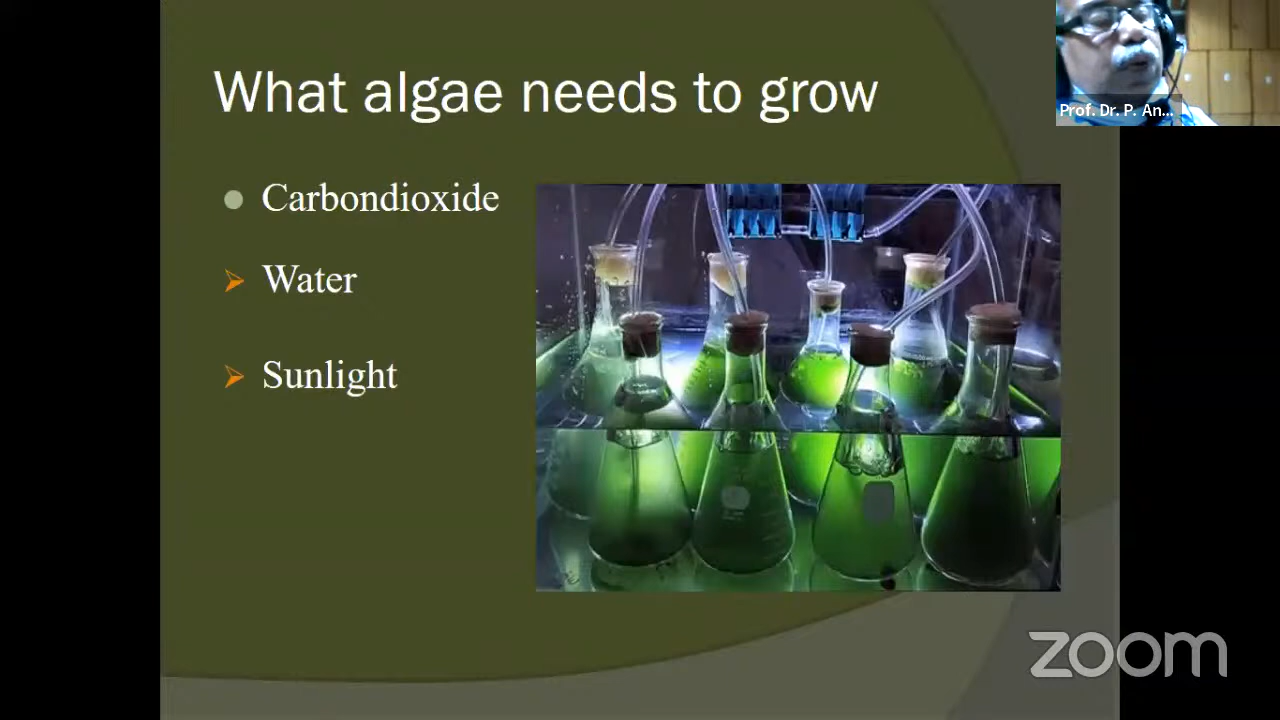 What algae needs to grow
Prof. Dr. P. An...
Carbondioxide
Water
Sunlight
zoom